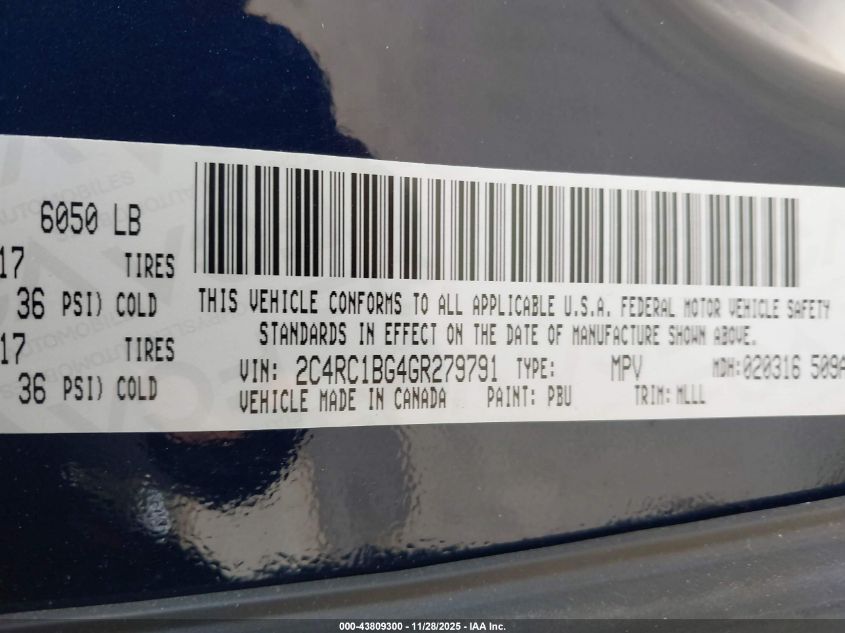 6050 LB
17 TIRES
36 PSI) COLD
17 TIRES
36 PSI) COLD
THIS VEHICLE CONFORMS TO ALL APPLICABLE U.S.A. FEDERAL MOTOR VEHICLE SAFETY
STANDARDS IN EFFECT ON THE DATE OF MANUFACTURE SHOWN ABOVE.
VIN: 2C4RC1BG4GR279791 TYPE: MPV MDH:020316 509A
VEHICLE MADE IN CANADA PAINT: PBU TRIM: MLLL
000-43809300 - 11/28/2025 - IAA Inc.